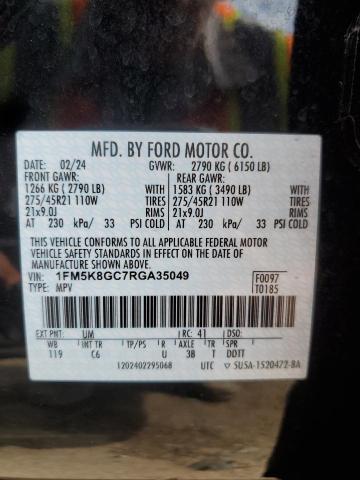 MFD. BY FORD MOTOR CO.
DATE: 02/24 GVWR: 2790 KG ( 6150 LB)
FRONT GAWR: REAR GAWR:
1266 KG ( 2790 LB) WITH 1583 KG ( 3490 LB) WITH
275/45R21 110W TIRES 275/45R21 110W TIRES
21x9.0J RIMS 21x9.0J RIMS
AT 230 kPa/ 33 PSI COLD AT 230 kPa/ 33 PSI COLD
THIS VEHICLE CONFORMS TO ALL APPLICABLE FEDERAL MOTOR
VEHICLE SAFETY AND BUMPER STANDARDS IN EFFECT ON THE DATE OF
MANUFACTURE SHOWN ABOVE.
VIN: 1FM5K8GC7RGA35049 F0097
TYPE: MPV T0185
EXT PNT: UM RC: 41 DSO:
WB INT TR TP/PS R AXLE TR SPR
119 C6 U 3B T DDTT
1202402295068 UTC ▽ SU5A-1520472-BA